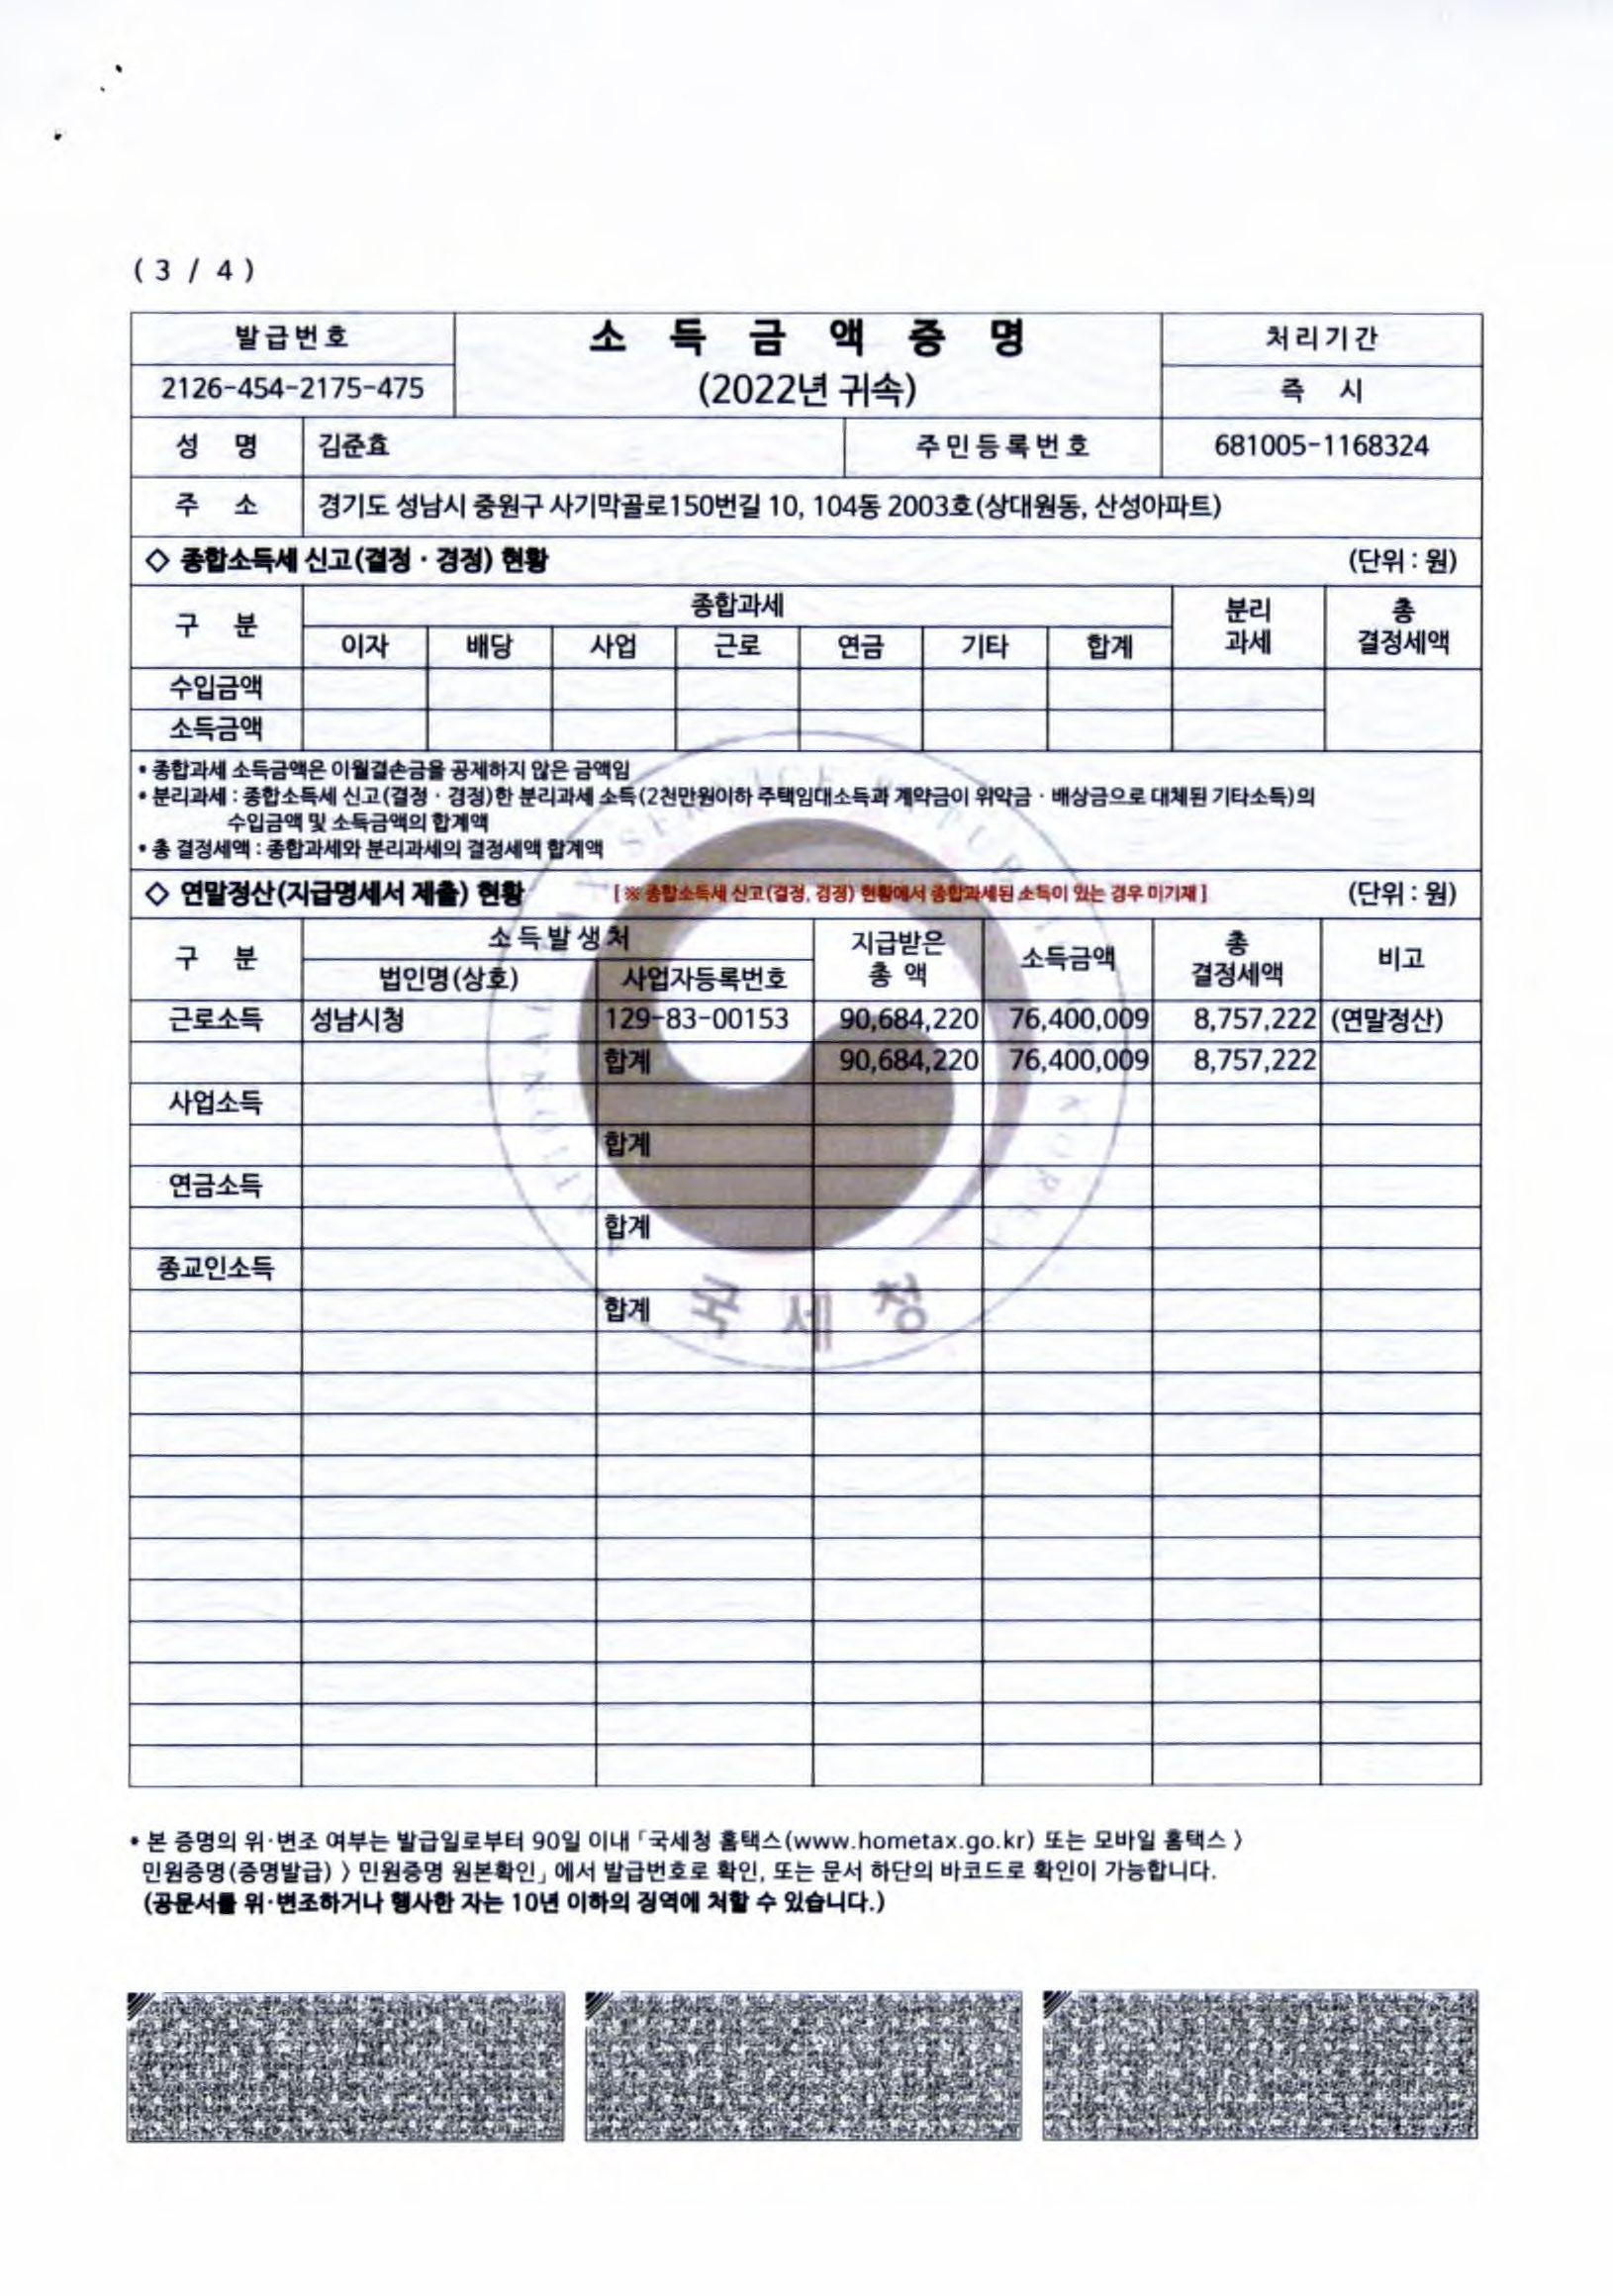 ( 3 / 4 )
발급번호
소 득 금 액 증 명
처리기간
2126-454-2175-475
(2022년 귀속)
즉 시
성 명 김준효 주민등록번호 681005-1168324
주 소 경기도 성남시 중원구 사기막골로150번길 10, 104동 2003호(상대원동, 산성아파트)
◇ 종합소득세 신고(결정 · 경정) 현황 (단위 : 원)
구 분 종합과세 분리과세 총결정세액
이자 배당 사업 근로 연금 기타 합계
수입금액
소득금액
• 종합과세 소득금액은 이월결손금을 공제하지 않은 금액임
• 분리과세 : 종합소득세 신고(결정 · 경정)한 분리과세 소득(2천만원이하 주택임대소득과 계약금이 위약금 · 배상금으로 대체된 기타소득)의
수입금액 및 소득금액의 합계액
• 총 결정세액 : 종합과세와 분리과세의 결정세액 합계액
◇ 연말정산(지급명세서 제출) 현황 [ ※ 종합소득세 신고(결정, 경정) 현황에서 종합과세된 소득이 있는 경우 미기재 ] (단위 : 원)
구 분 소득발생처 지급받은 총 액 소득금액 총 결정세액 비고
법인명(상호) 사업자등록번호
근로소득 성남시청 129-83-00153 90,684,220 76,400,009 8,757,222 (연말정산)
합계 90,684,220 76,400,009 8,757,222
사업소득
합계
연금소득
합계
종교인소득
합계
국세청
• 본 증명의 위·변조 여부는 발급일로부터 90일 이내「국세청 홈택스(www.hometax.go.kr) 또는 모바일 홈택스 〉
민원증명(증명발급) 〉 민원증명 원본확인」에서 발급번호로 확인, 또는 문서 하단의 바코드로 확인이 가능합니다.
(공문서를 위·변조하거나 행사한 자는 10년 이하의 징역에 처할 수 있습니다.)